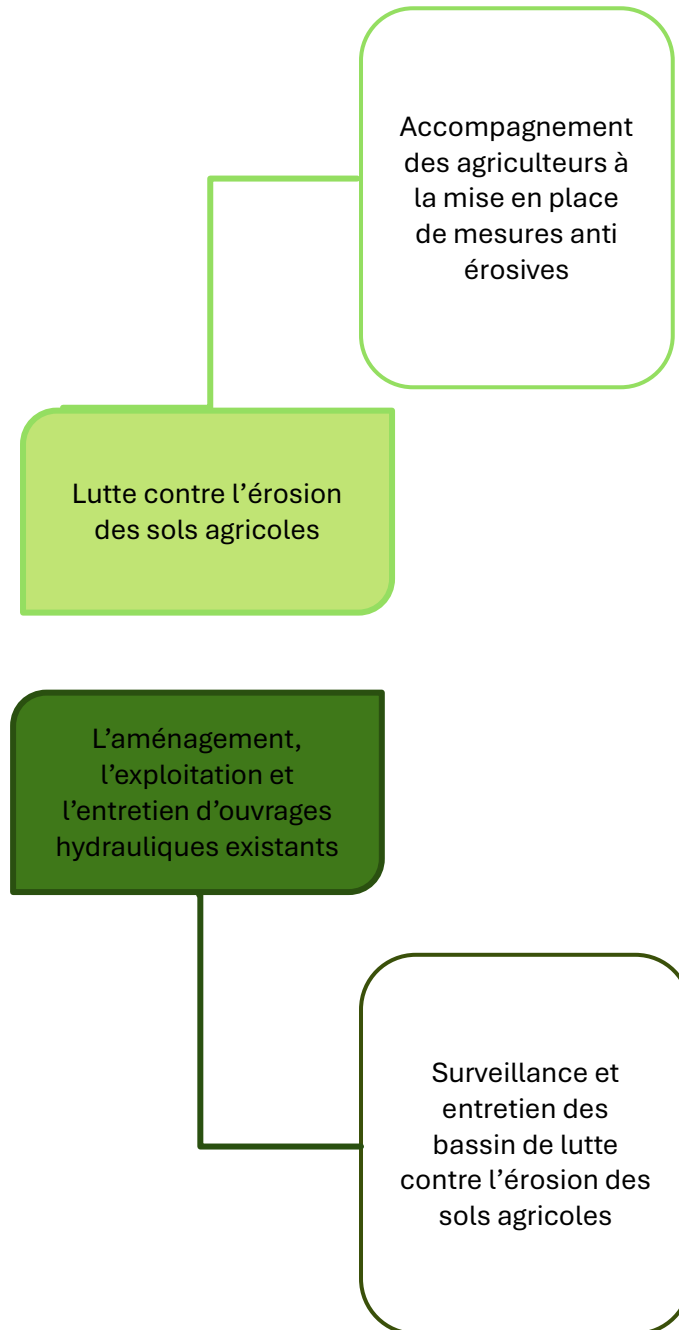 Accompagnement
des agriculteurs à
la mise en place
de mesures anti
érosives
Lutte contre l’érosion
des sols agricoles
L’aménagement,
l’exploitation et
l’entretien d’ouvrages
hydrauliques existants
Surveillance et
entretien des
bassin de lutte
contre l’érosion des
sols agricoles